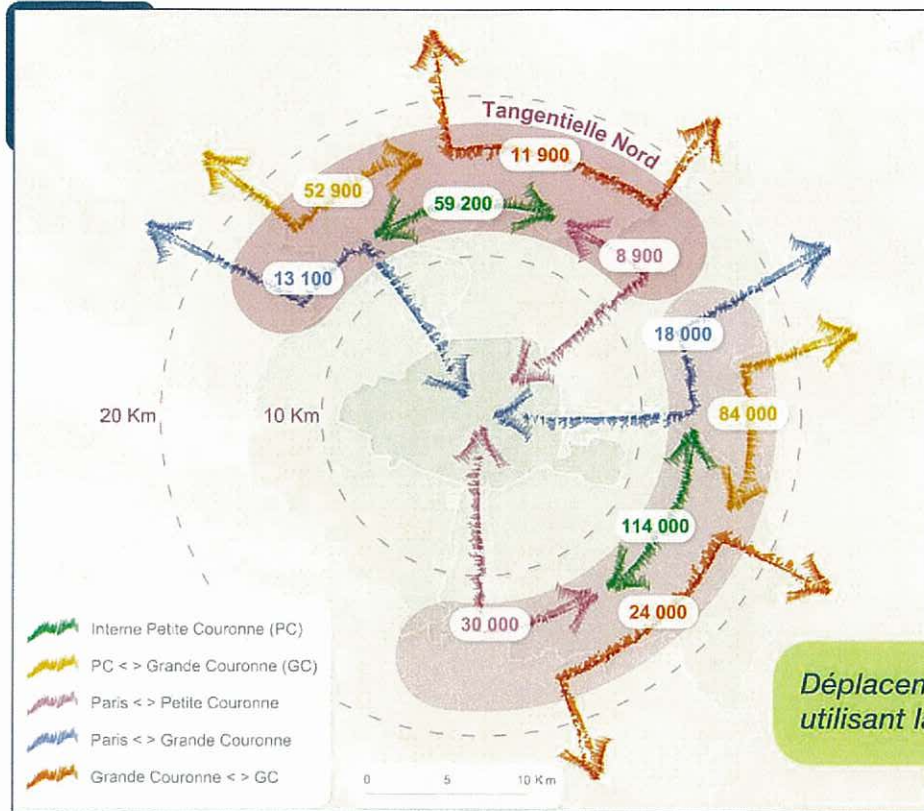 Tangentielle Nord
11 900
52 900
59 200
8 900
13 100
18 000
20 Km
10 Km
84 000
114 000
30 000
24 000
Interne Petite Couronne (PC)
PC < > Grande Couronne (GC)
Paris < > Petite Couronne
Paris < > Grande Couronne
Grande Couronne < > GC
0 5 10 Km
Déplacem
utilisant l